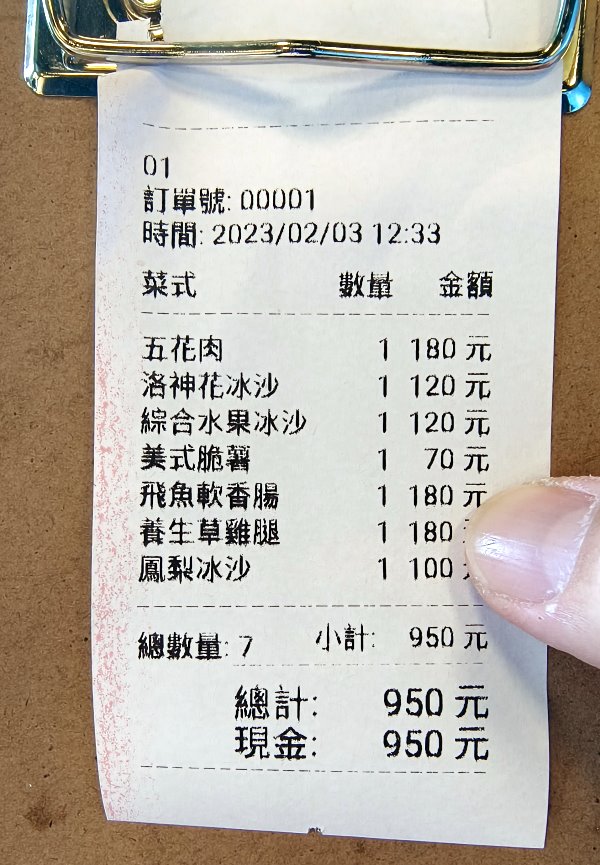 01
訂單號: 00001
時間: 2023/02/03 12:33
菜式 數量 金額
五花肉 1 180 元
洛神花冰沙 1 120 元
綜合水果冰沙 1 120 元
美式脆薯 1 70 元
飛魚軟香腸 1 180 元
養生草雞腿 1 180
鳳梨冰沙 1 100
總數量: 7 小計: 950 元
總計: 950 元
現金: 950 元